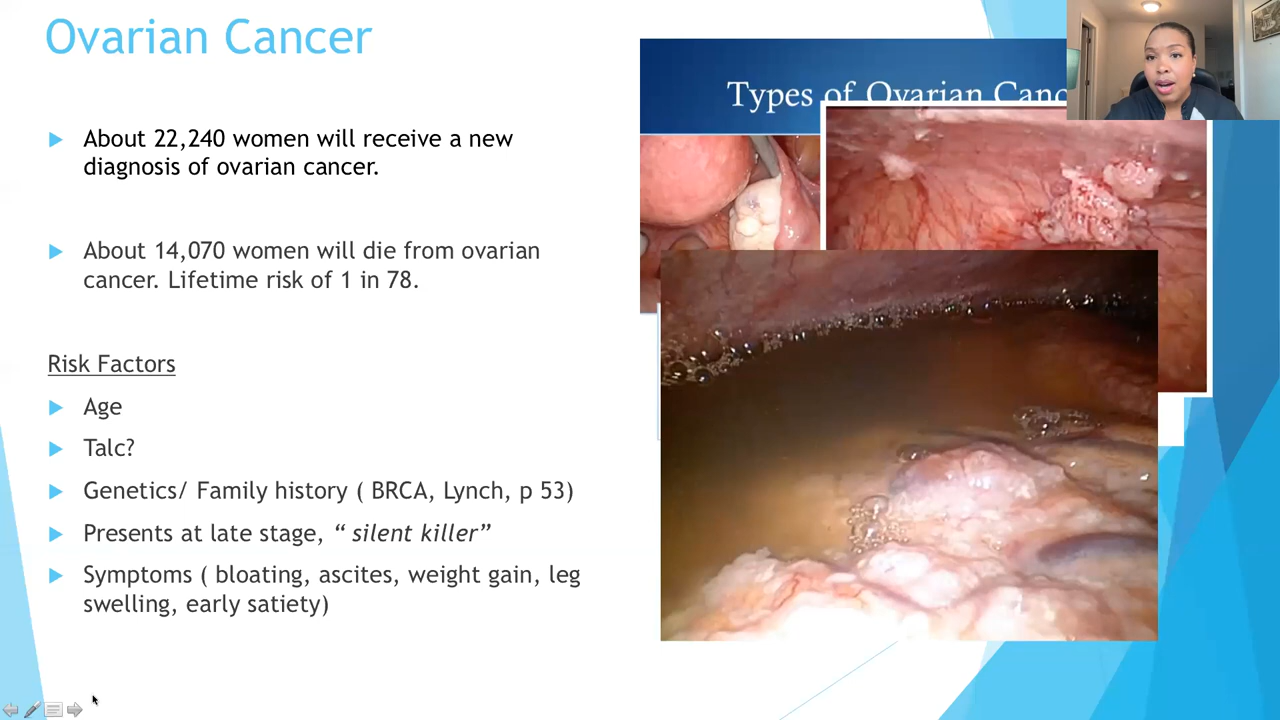 Ovarian Cancer
About 22,240 women will receive a new
diagnosis of ovarian cancer.
About 14,070 women will die from ovarian
cancer. Lifetime risk of 1 in 78.
Risk Factors
Age
Talc?
Genetics/ Family history ( BRCA, Lynch, p 53)
Presents at late stage, “ silent killer”
Symptoms ( bloating, ascites, weight gain, leg
swelling, early satiety)
Types of Ovarian Canc